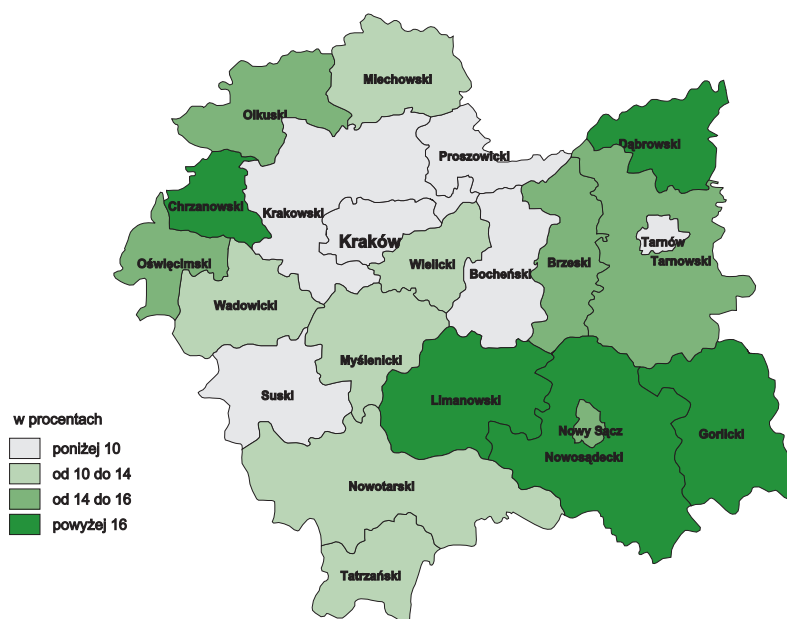 Miechowski
Olkuski
Dąbrowski
Proszowicki
Chrzanowski
Krakowski
Kraków
Tarnów
Tarnowski
Oświęcimski
Wielicki
Bocheński
Brzeski
Wadowicki
Myślenicki
Suski
Limanowski
Nowy Sącz
Nowosądecki
Gorlicki
Nowotarski
Tatrzański
w procentach
poniżej 10
od 10 do 14
od 14 do 16
powyżej 16